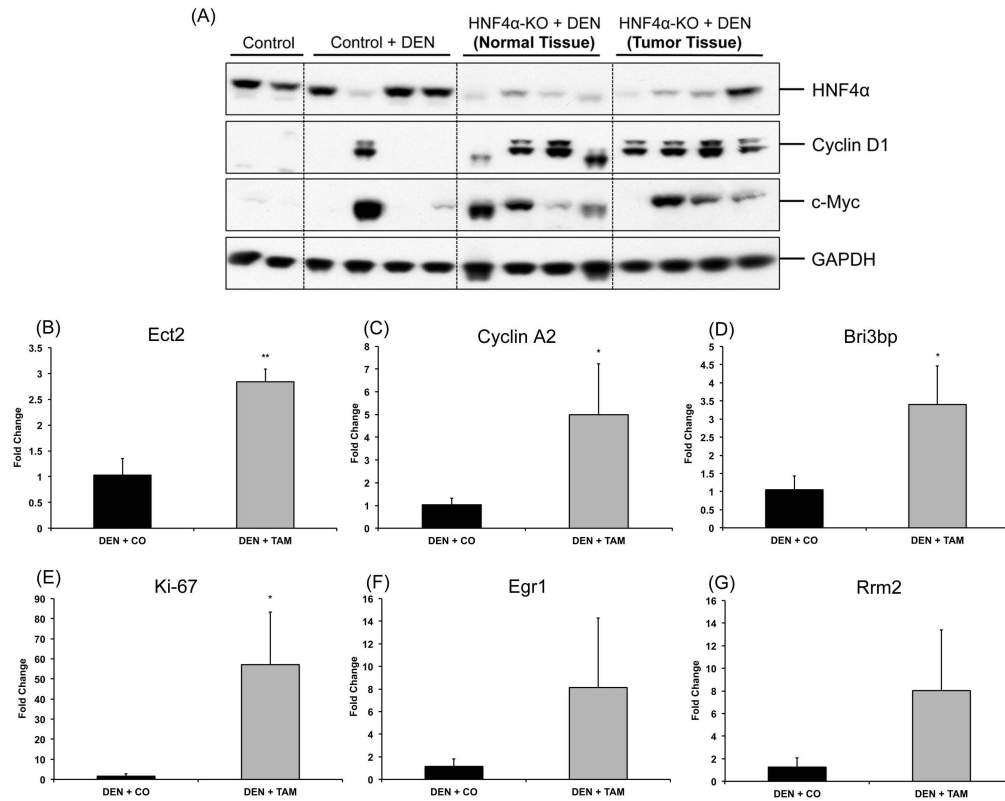 (A)
Control
Control + DEN
HNF4α-KO + DEN
(Normal Tissue)
HNF4α-KO + DEN
(Tumor Tissue)
HNF4α
Cyclin D1
c-Myc
GAPDH
(B)
Ect2
Fold Change
3.5
3
2.5
2
1.5
1
0.5
0
**
DEN + CO
DEN + TAM
(C)
Cyclin A2
Fold Change
8
7
6
5
4
3
2
1
0
*
DEN + CO
DEN + TAM
(D)
Bri3bp
Fold Change
5
4.5
4
3.5
3
2.5
2
1.5
1
0.5
0
*
DEN + CO
DEN + TAM
(E)
Ki-67
Fold Change
90
80
70
60
50
40
30
20
10
0
*
DEN + CO
DEN + TAM
(F)
Egr1
Fold Change
16
14
12
10
8
6
4
2
0
DEN + CO
DEN + TAM
(G)
Rrm2
Fold Change
16
14
12
10
8
6
4
2
0
DEN + CO
DEN + TAM